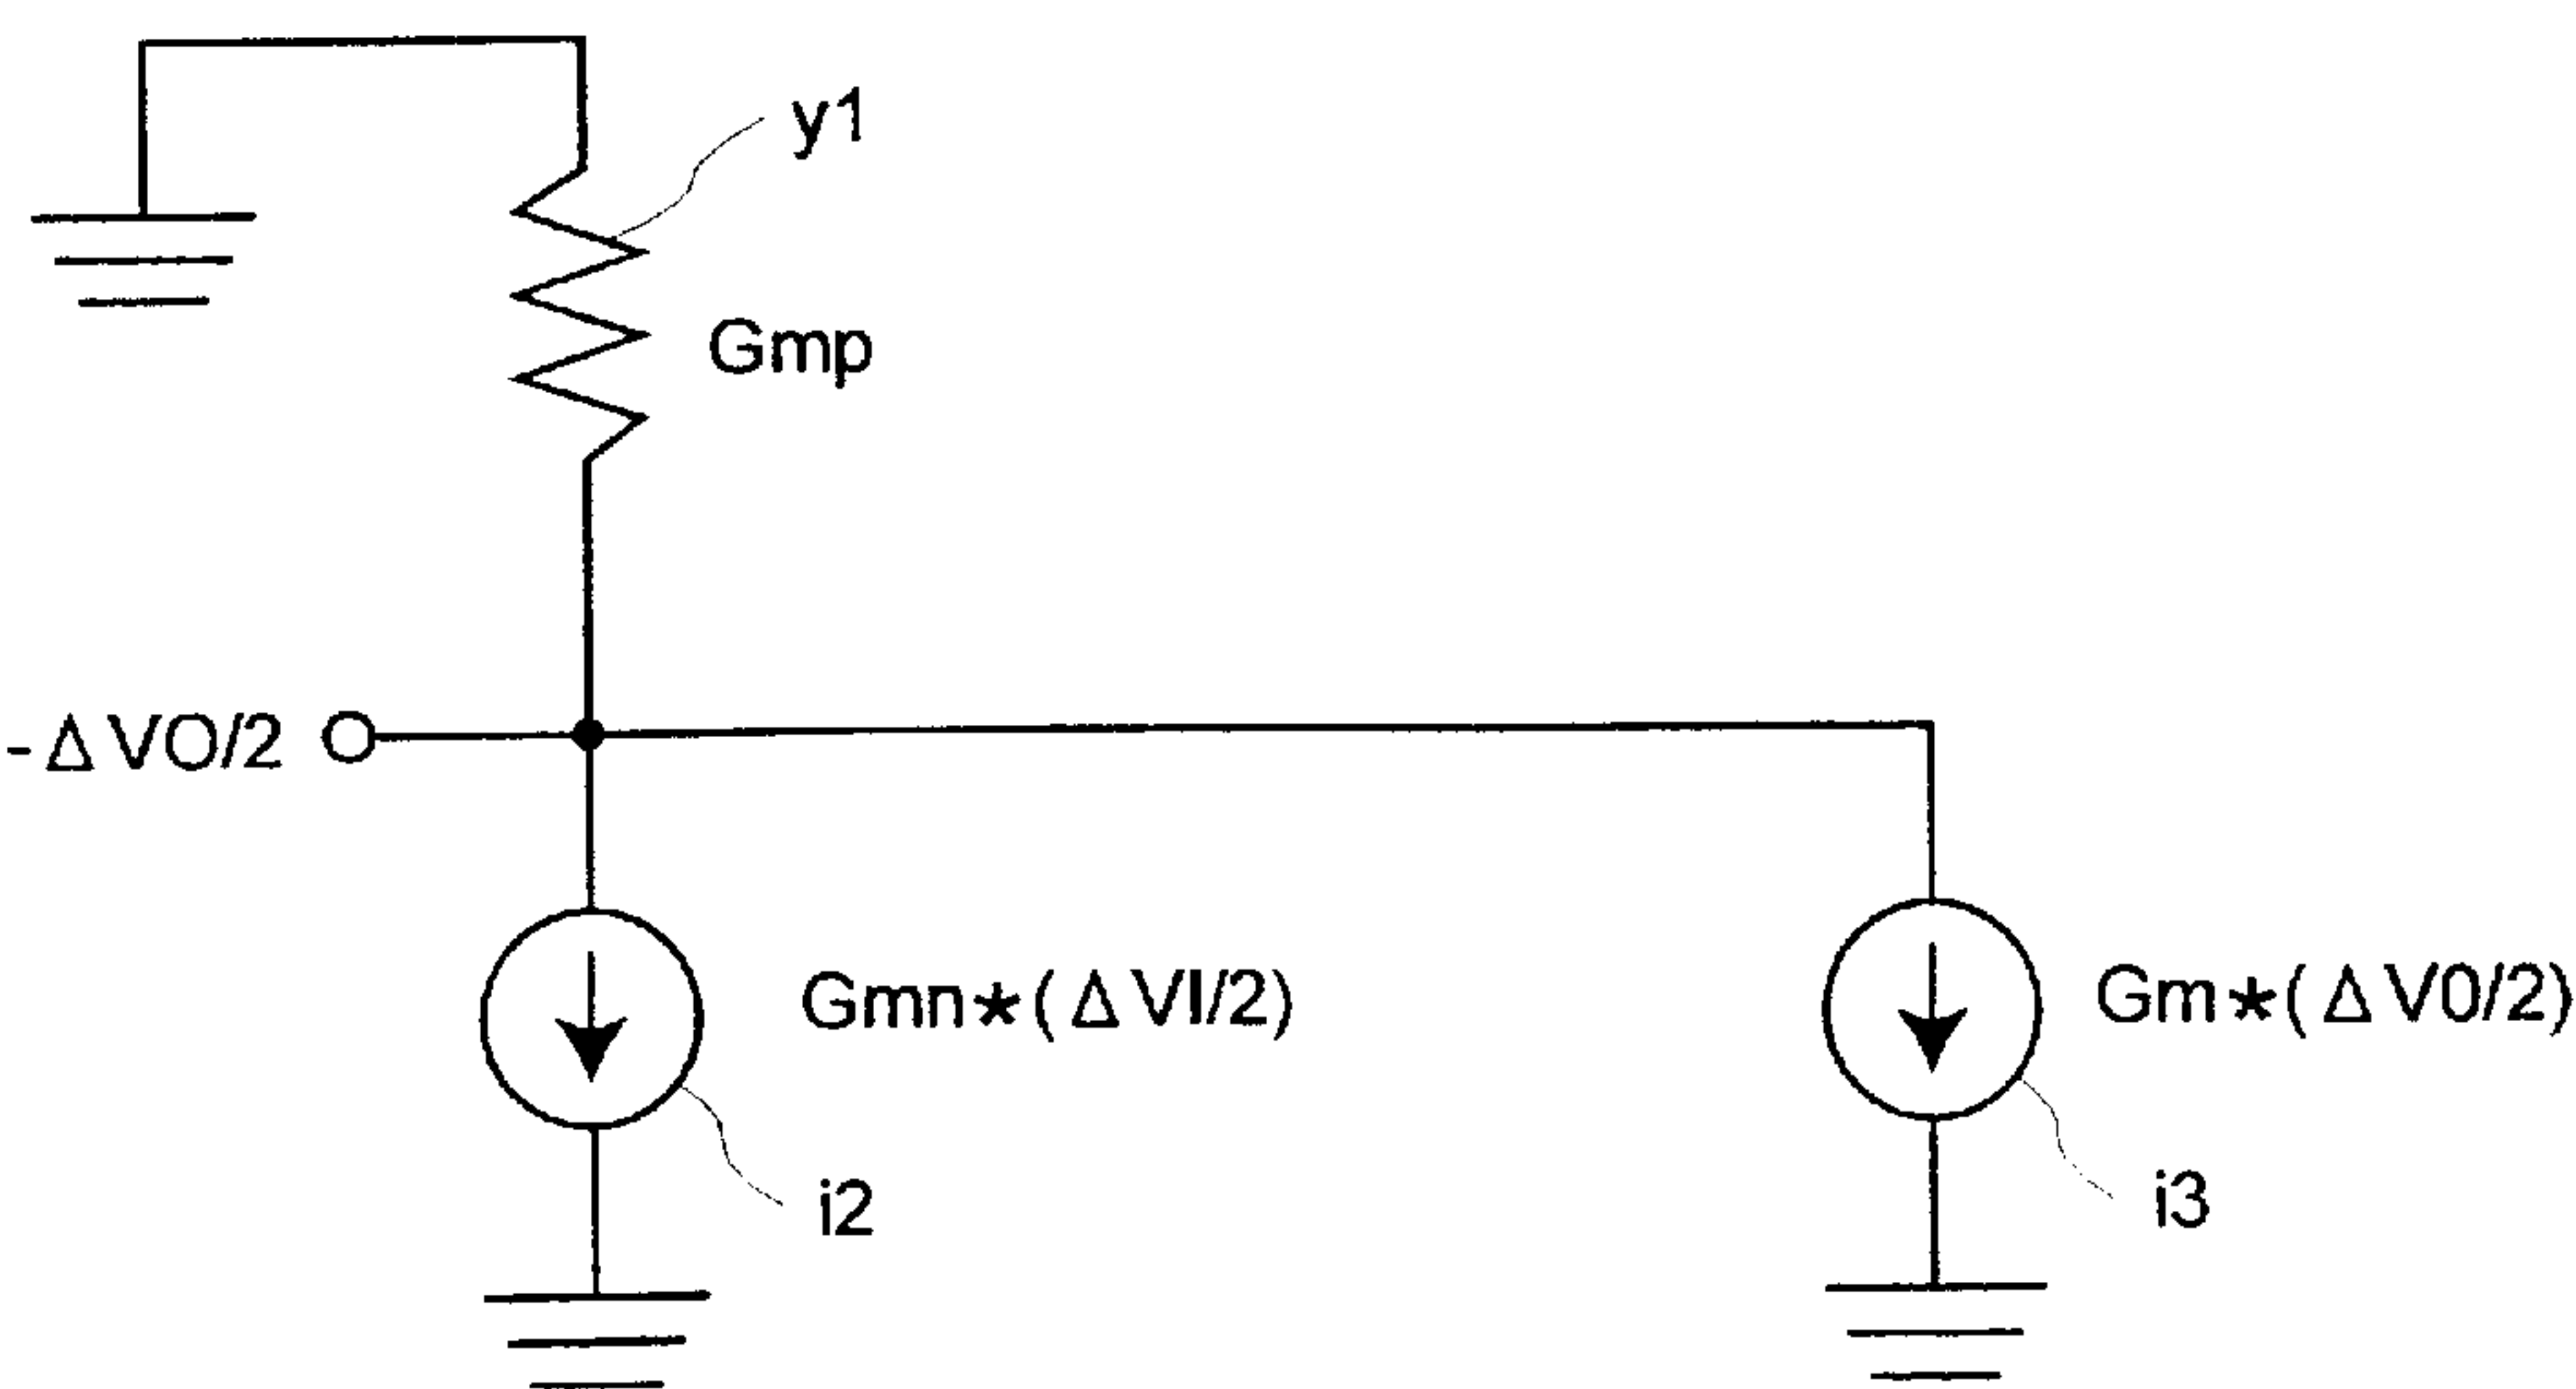 y1
Gmp
-ΔVO/2
Gmn*(ΔVI/2)
Gm*(ΔV0/2)
i2
i3